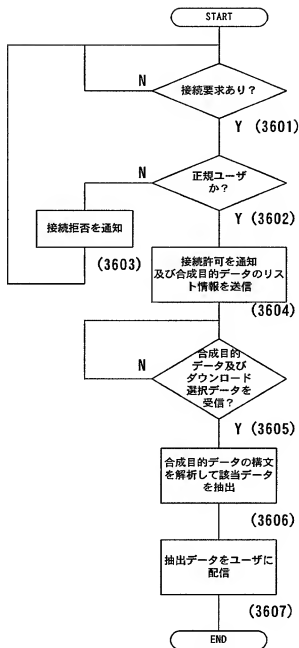 START
接続要求あり？
N
Y (3601)
正規ユーザ
か？
N
Y (3602)
接続拒否を通知
(3603)
接続許可を通知
及び合成目的データのリ
スト情報を送信
(3604)
合成目的
データ及び
ダウンロード
選択データを
受信？
N
Y (3605)
合成目的データの構文
を解析して該当データ
を抽出
(3606)
抽出データをユーザに
配信
(3607)
END